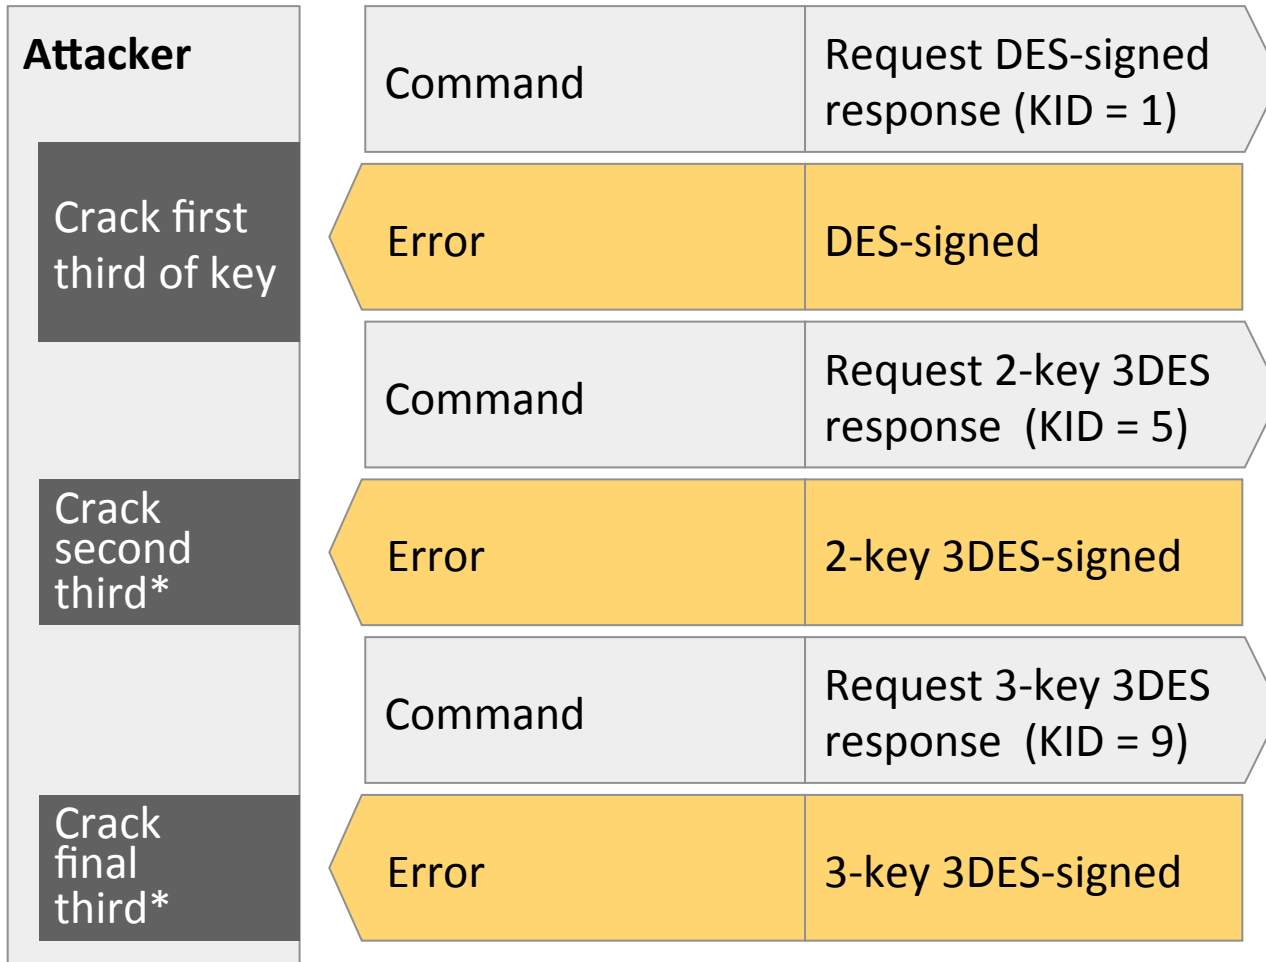 Attacker
Command
Request DES-signed
response (KID = 1)
Crack first
third of key
Error
DES-signed
Command
Request 2-key 3DES
response  (KID = 5)
Crack
second
third*
Error
2-key 3DES-signed
Command
Request 3-key 3DES
response  (KID = 9)
Crack
final
third*
Error
3-key 3DES-signed